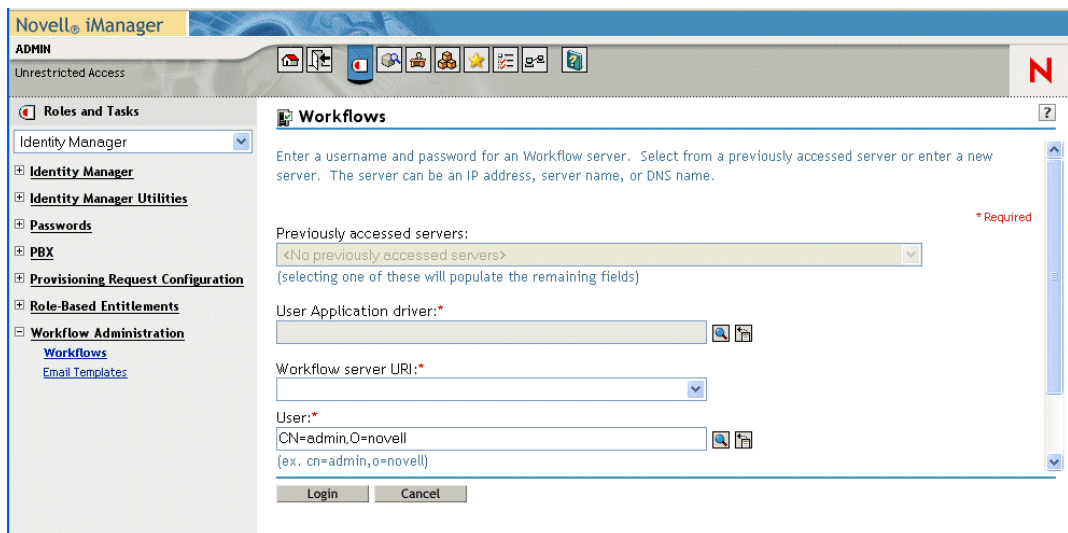 Novell® iManager
ADMIN
Unrestricted Access
N
Roles and Tasks
Identity Manager
Identity Manager
Identity Manager Utilities
Passwords
PBX
Provisioning Request Configuration
Role-Based Entitlements
Workflow Administration
Workflows
Email Templates
Workflows
?
Enter a username and password for an Workflow server. Select from a previously accessed server or enter a new
server. The server can be an IP address, server name, or DNS name.
*Required
Previously accessed servers:
<No previously accessed servers>
(selecting one of these will populate the remaining fields)
User Application driver:*
Workflow server URI:*
User:*
CN=admin,O=novell
(ex. cn=admin,o=novell)
Login
Cancel